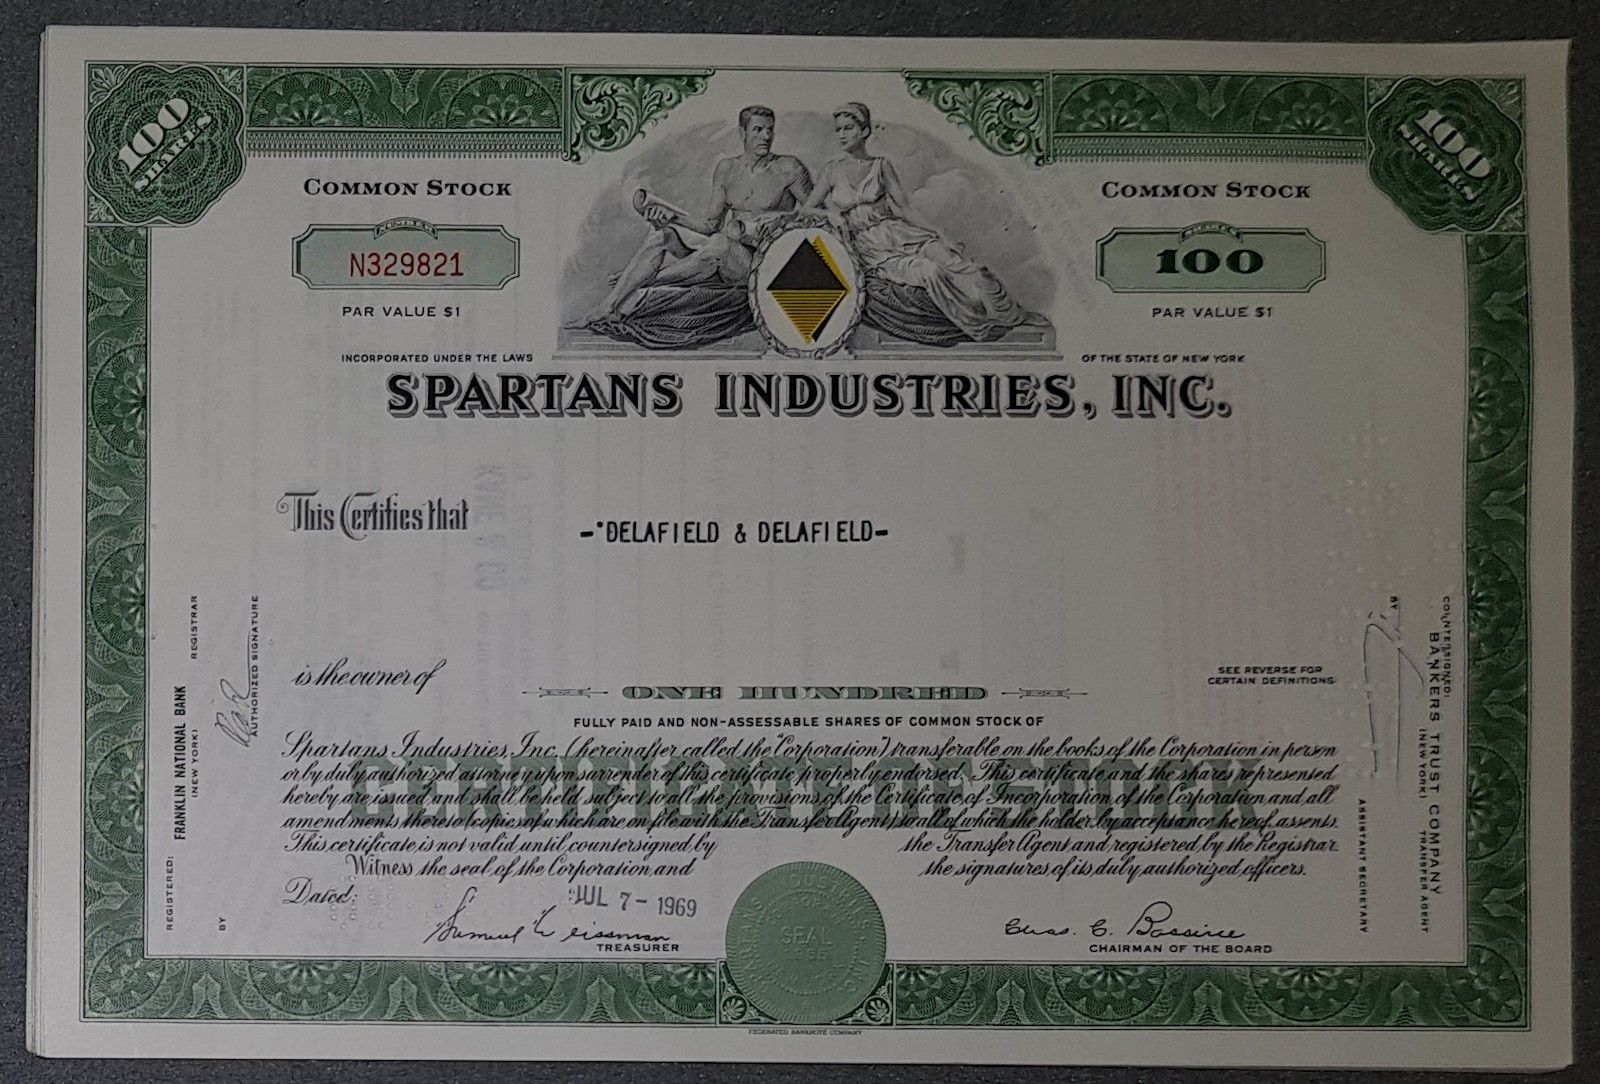 100
SHARES
100
SHARES
COMMON STOCK
COMMON STOCK
N329821
100
PAR VALUE $1
PAR VALUE $1
INCORPORATED UNDER THE LAWS
OF THE STATE OF NEW YORK
SPARTANS INDUSTRIES, INC.
This Certifies that
-*DELAFIELD & DELAFIELD-
is the owner of
SEE REVERSE FOR
CERTAIN DEFINITIONS
ONE HUNDRED
FULLY PAID AND NON-ASSESSABLE SHARES OF COMMON STOCK OF
Spartans Industries, Inc. (hereinafter called the "Corporation") transferable on the books of the Corporation in person
or by duly authorized attorney upon surrender of this certificate properly endorsed. This certificate and the shares represented
hereby are issued and shall be held subject to all the provisions of the Certificate of Incorporation of the Corporation and all
amendments thereto (copies of which are on file with the Transfer Agent) to all of which the holder by acceptance hereof assents.
This certificate is not valid until countersigned by the Transfer Agent and registered by the Registrar.
Witness the seal of the Corporation and the signatures of its duly authorized officers.
Dated:
JUL 7-1969
Samuel Weissman
TREASURER
Chas. C. Bassine
CHAIRMAN OF THE BOARD
SPARTANS INDUSTRIES, INC.
SEAL
REGISTERED:
FRANKLIN NATIONAL BANK
(NEW YORK)
REGISTRAR
BY
AUTHORIZED SIGNATURE
COUNTERSIGNED:
BANKERS TRUST COMPANY
(NEW YORK)
TRANSFER AGENT
BY
ASSISTANT SECRETARY
FEDERATED BANKNOTE COMPANY